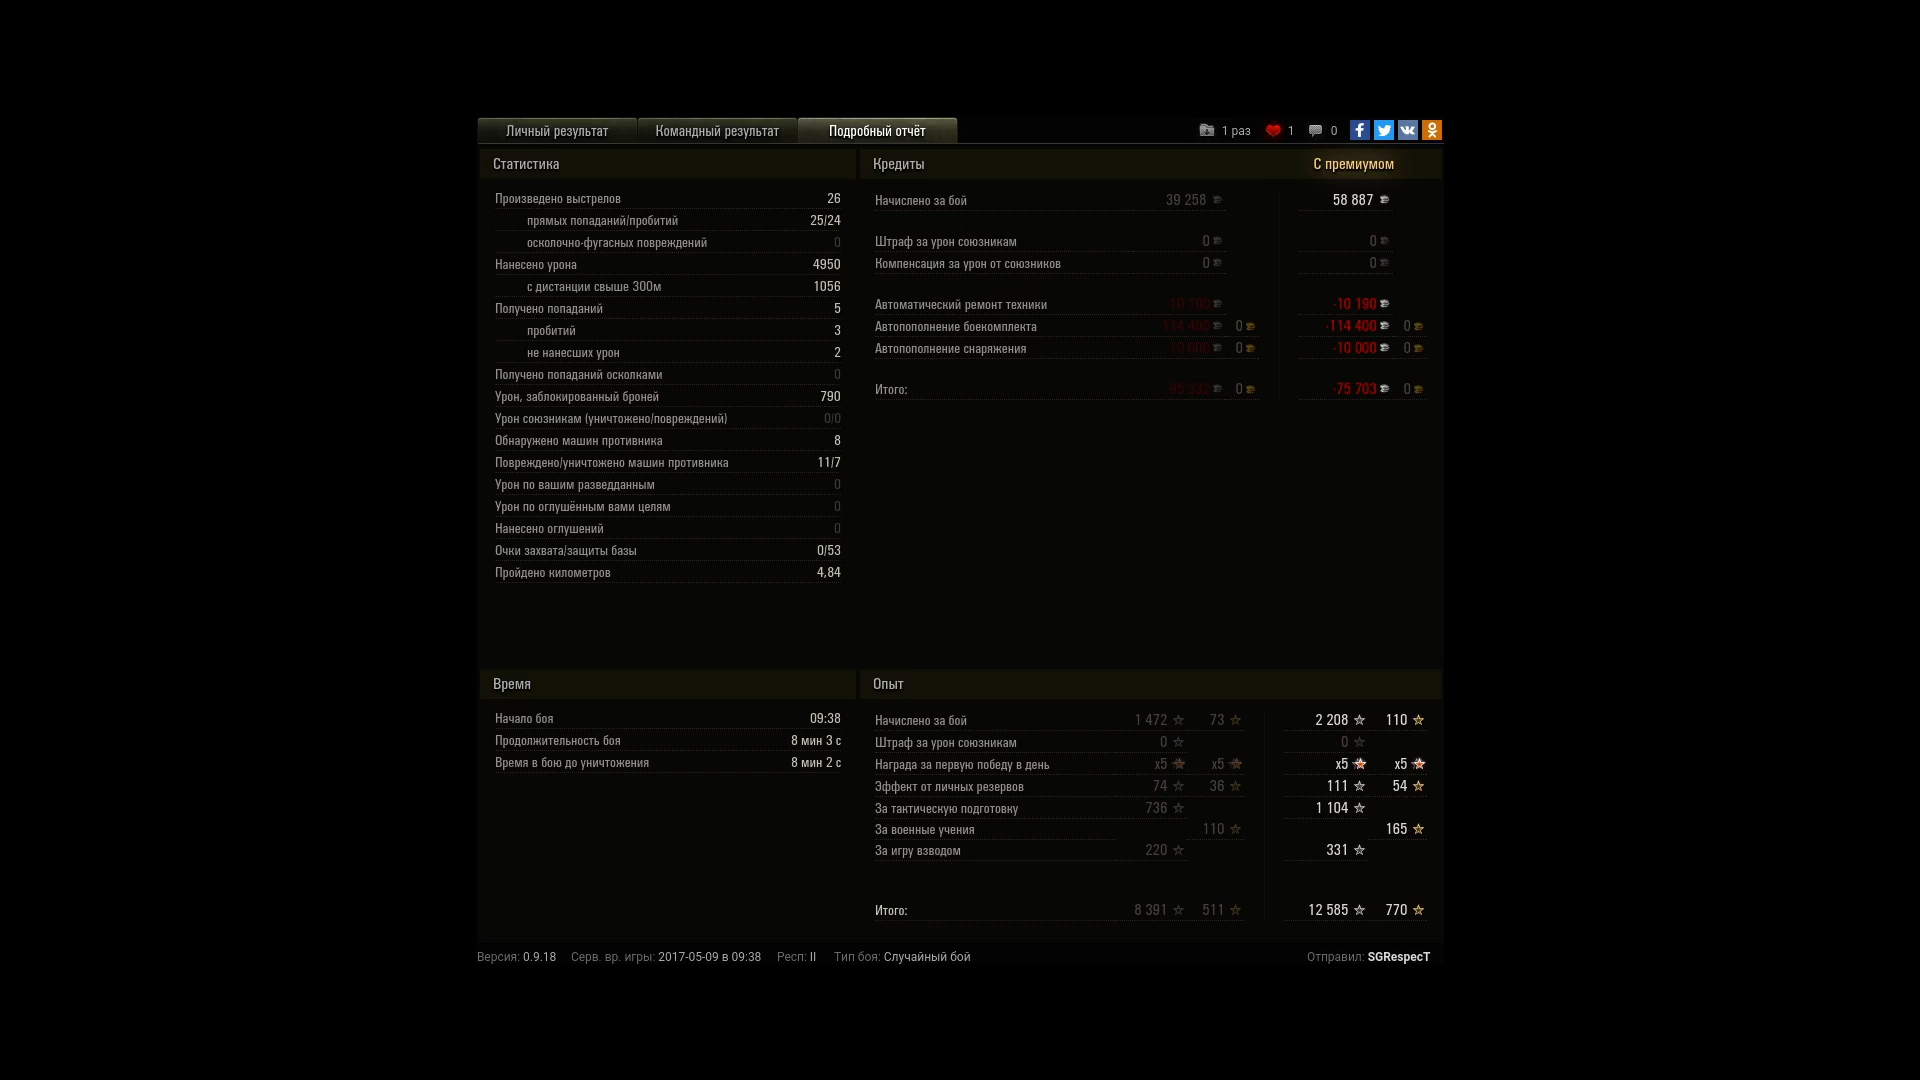 Личный результат Командный результат Подробный отчёт 1 раз 1 0
Статистика
Произведено выстрелов 26
прямых попаданий/пробитий 25/24
осколочно-фугасных повреждений 0
Нанесено урона 4950
с дистанции свыше 300м 1056
Получено попаданий 5
пробитий 3
не нанесших урон 2
Получено попаданий осколками 0
Урон, заблокированный броней 790
Урон союзникам (уничтожено/повреждений) 0/0
Обнаружено машин противника 8
Повреждено/уничтожено машин противника 11/7
Урон по вашим разведданным 0
Урон по оглушённым вами целям 0
Нанесено оглушений 0
Очки захвата/защиты базы 0/53
Пройдено километров 4,84
Кредиты С премиумом
Начислено за бой 39 258 58 887
Штраф за урон союзникам 0 0
Компенсация за урон от союзников 0 0
Автоматический ремонт техники -10 190 -10 190
Автопополнение боекомплекта -114 400 0 -114 400 0
Автопополнение снаряжения -10 000 0 -10 000 0
Итого: 0 -75 703 0
Время
Начало боя 09:38
Продолжительность боя 8 мин 3 с
Время в бою до уничтожения 8 мин 2 с
Опыт
Начислено за бой 1 472 73 2 208 110
Штраф за урон союзникам 0 0
Награда за первую победу в день x5 x5 x5 x5
Эффект от личных резервов 74 36 111 54
За тактическую подготовку 736 1 104
За военные учения 110 165
За игру взводом 220 331
Итого: 8 391 511 12 585 770
Версия: 0.9.18 Серв. вр. игры: 2017-05-09 в 09:38 Респ: II Тип боя: Случайный бой Отправил: SGRespecT